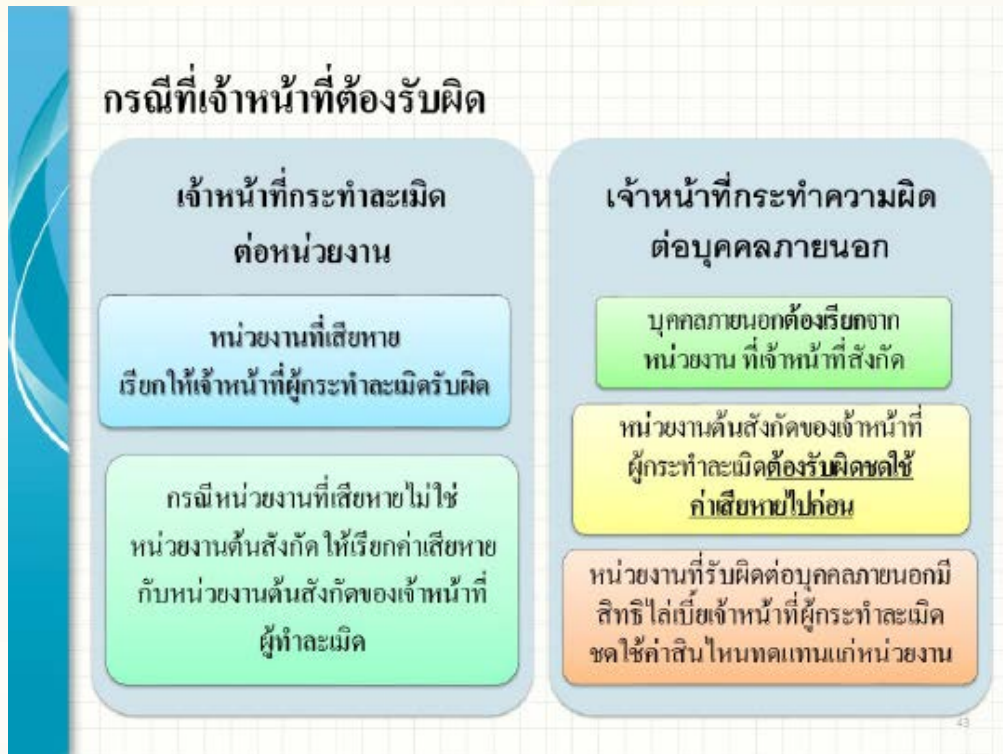 กรณีที่เจ้าหน้าที่ต้องรับผิด
เจ้าหน้าที่กระทำละเมิด
ต่อหน่วยงาน
หน่วยงานที่เสียหาย
เรียกให้เจ้าหน้าที่ผู้กระทำละเมิดรับผิด
กรณีหน่วยงานที่เสียหายไม่ใช่
หน่วยงานต้นสังกัด ให้เรียกค่าเสียหาย
กับหน่วยงานต้นสังกัดของเจ้าหน้าที่
ผู้ทำละเมิด
เจ้าหน้าที่กระทำความผิด
ต่อบุคคลภายนอก
บุคคลภายนอกต้องเรียกจาก
หน่วยงาน ที่เจ้าหน้าที่สังกัด
หน่วยงานต้นสังกัดของเจ้าหน้าที่
ผู้กระทำละเมิดต้องรับผิดชดใช้
ค่าเสียหายไปก่อน
หน่วยงานที่รับผิดต่อบุคคลภายนอกมี
สิทธิไล่เบี้ยเจ้าหน้าที่ผู้กระทำละเมิด
ชดใช้ค่าสินไหนทดแทนแก่หน่วยงาน
43